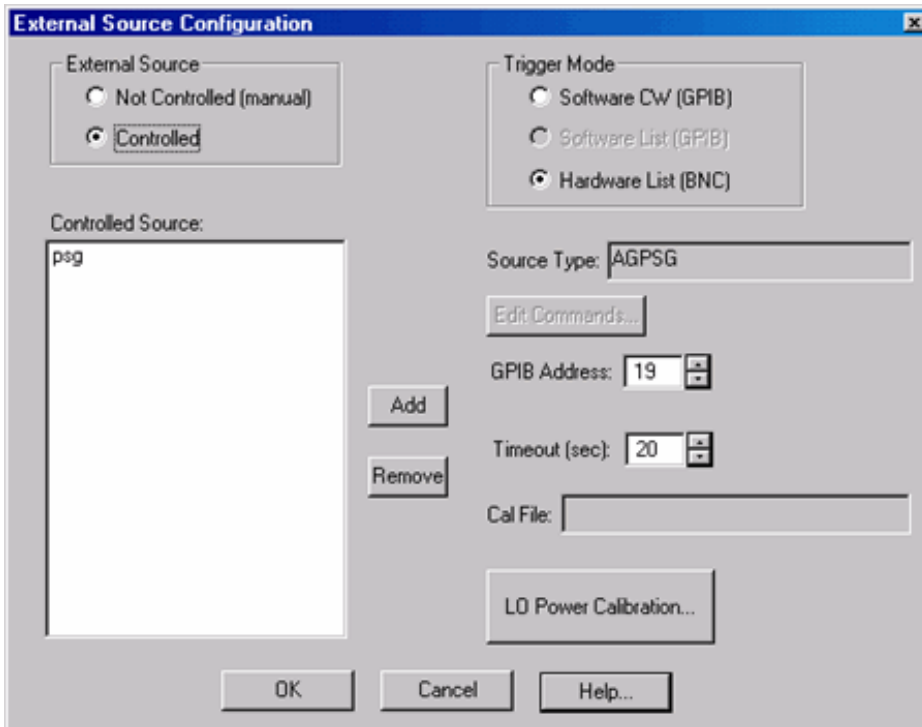 External Source Configuration
External Source
Not Controlled (manual)
Controlled
Trigger Mode
Software CW (GPIB)
Software List (GPIB)
Hardware List (BNC)
Controlled Source:
psg
Source Type: AGPSG
Edit Commands...
GPIB Address: 19
Add
Timeout (sec): 20
Remove
Cal File:
LO Power Calibration...
OK
Cancel
Help...